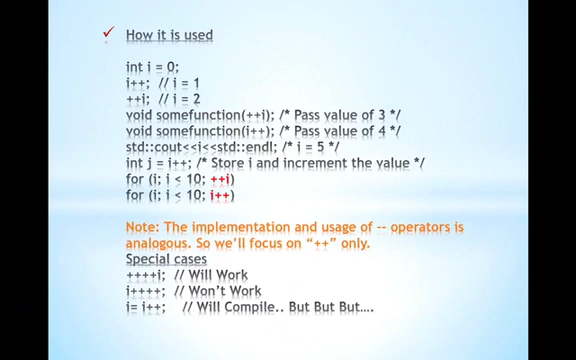 How it is used
int i = 0;
i++; // i = 1
++i; // i = 2
void somefunction(++i); /* Pass value of 3 */
void somefunction(i++); /* Pass value of 4 */
std::cout<<i<<std::endl; /* i = 5 */
int j = i++; /* Store i and increment the value */
for (i; i < 10; ++i)
for (i; i < 10; i++)
Note: The implementation and usage of -- operators is
analogous. So we'll focus on "++" only.
Special cases
++++i; // Will Work
i++++; // Won't Work
i= i++; // Will Compile.. But But But….